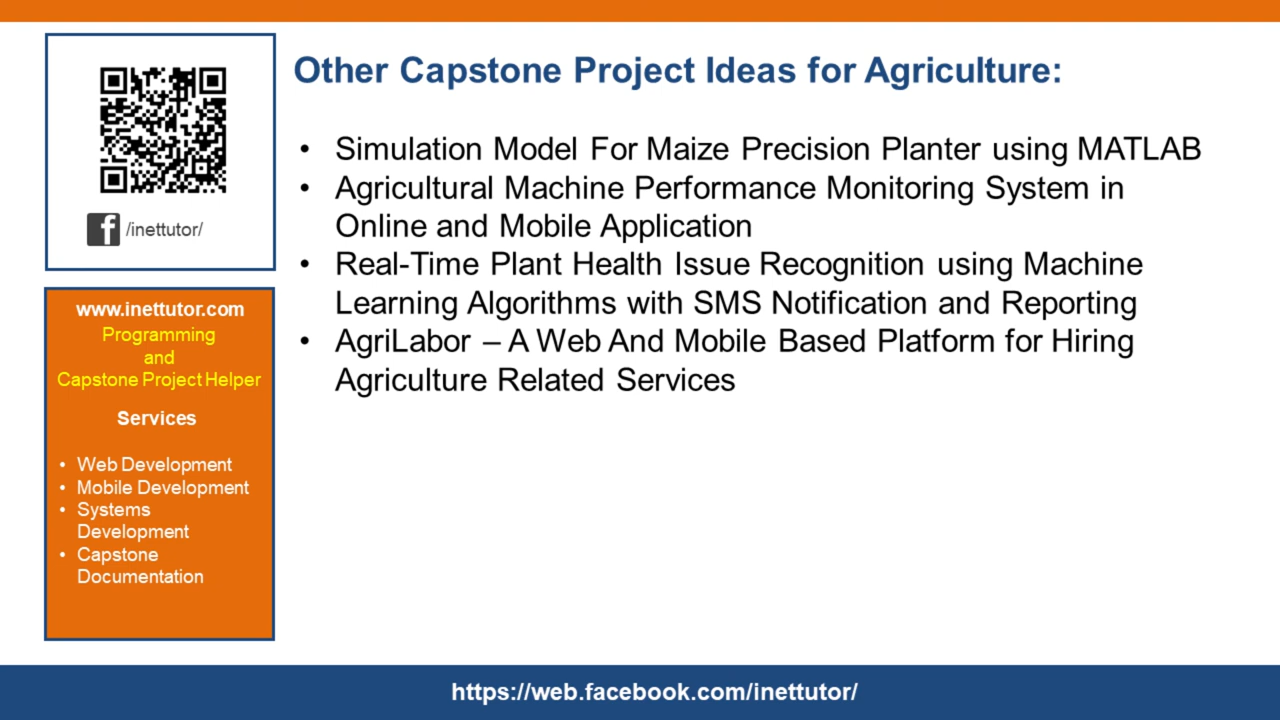 Other Capstone Project Ideas for Agriculture:
• Simulation Model For Maize Precision Planter using MATLAB
• Agricultural Machine Performance Monitoring System in
Online and Mobile Application
• Real-Time Plant Health Issue Recognition using Machine
Learning Algorithms with SMS Notification and Reporting
• AgriLabor – A Web And Mobile Based Platform for Hiring
Agriculture Related Services
f /inettutor/
www.inettutor.com
Programming
and
Capstone Project Helper
Services
• Web Development
• Mobile Development
• Systems
Development
• Capstone
Documentation
https://web.facebook.com/inettutor/